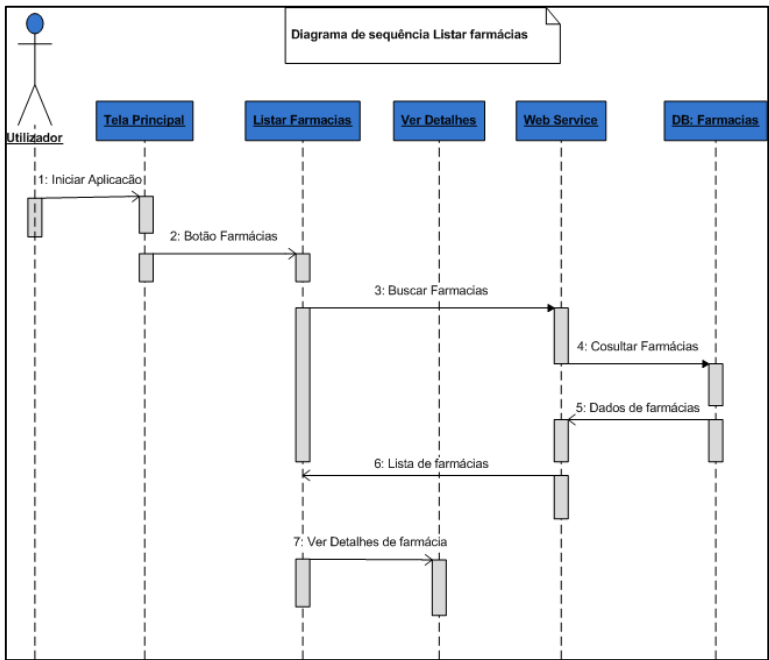 Diagrama de sequência Listar farmácias
Utilizador
Tela Principal
Listar Farmacias
Ver Detalhes
Web Service
DB: Farmacias
1: Iniciar Aplicacão
2: Botão Farmácias
3: Buscar Farmacias
4: Cosultar Farmácias
5: Dados de farmácias
6: Lista de farmácias
7: Ver Detalhes de farmácia